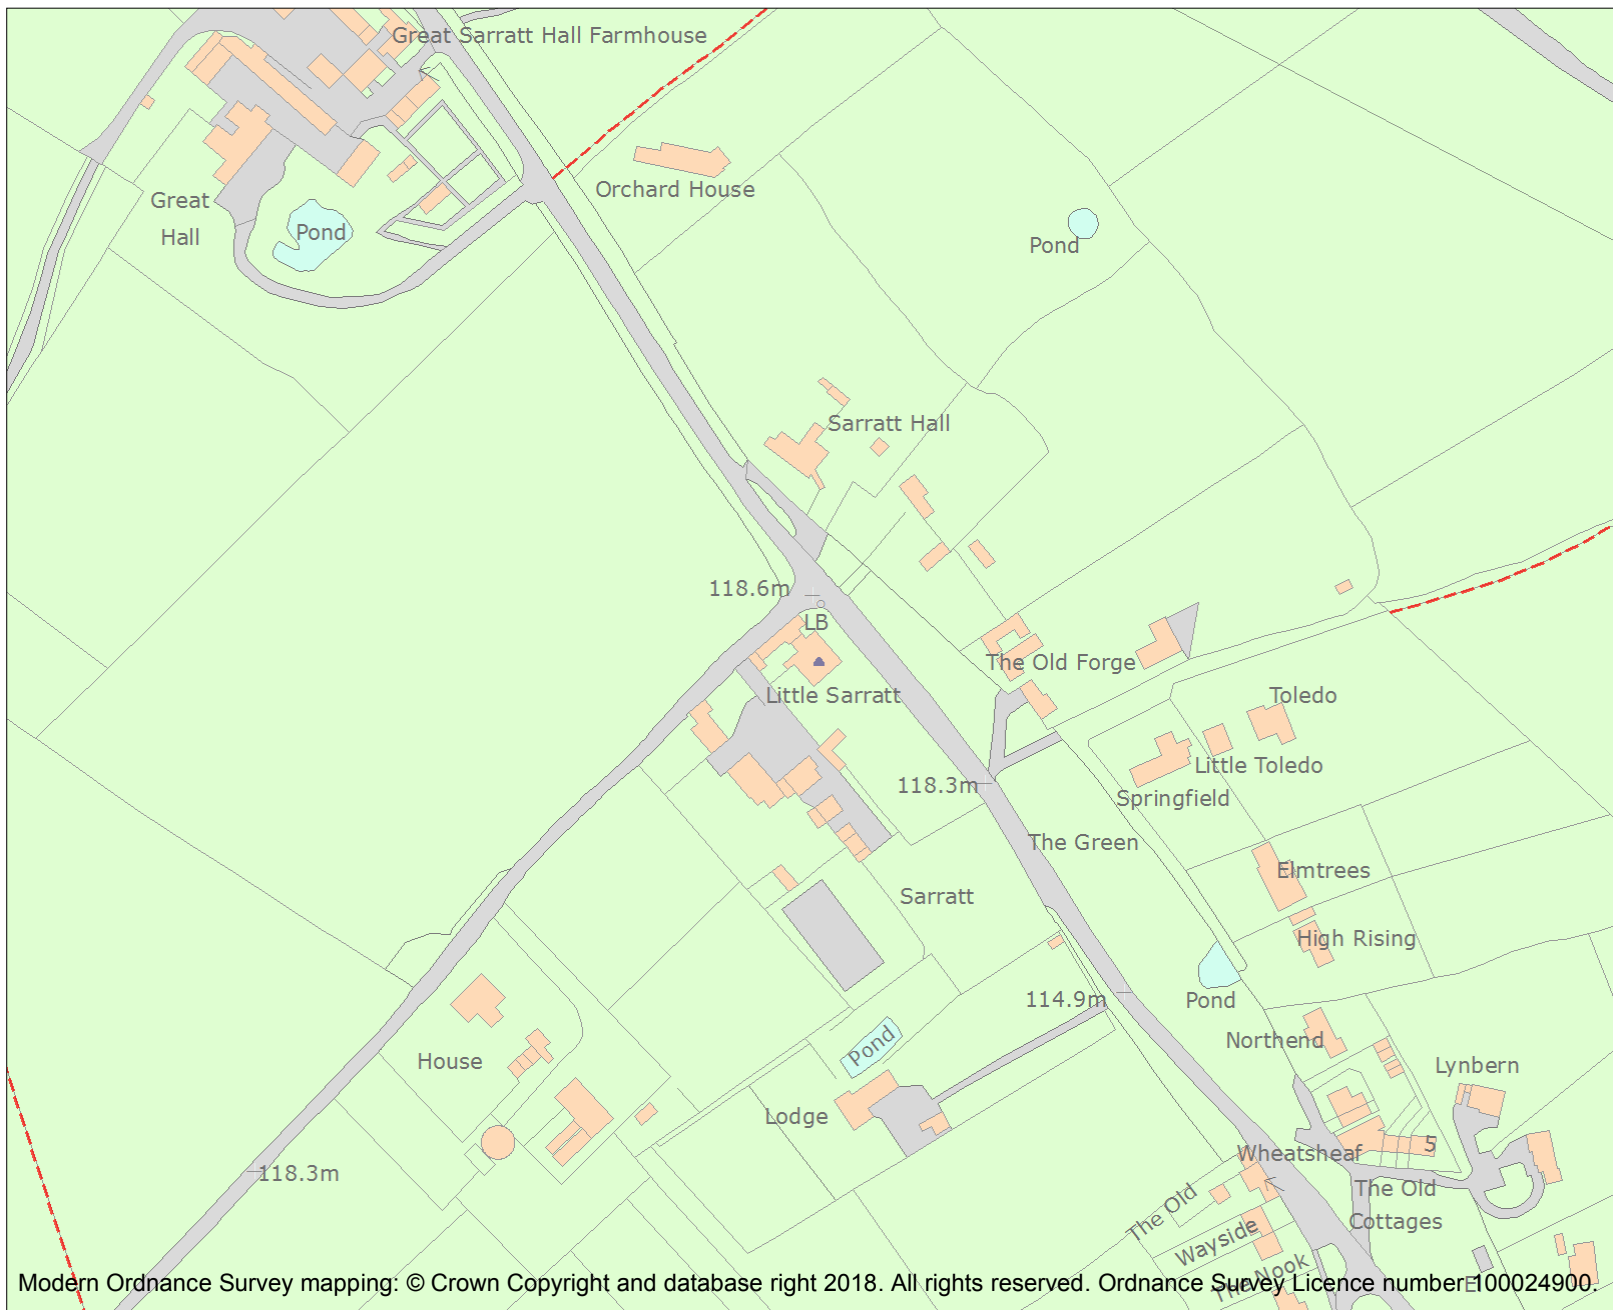 Great Sarratt Hall Farmhouse
Orchard House
Great
Hall
Pond
Pond
Sarratt Hall
118.6m
LB
The Old Forge
Little Sarratt
Toledo
Little Toledo
118.3m
Springfield
The Green
Elmtrees
Sarratt
High Rising
114.9m
Pond
Northend
Pond
House
Lynbern
Lodge
Wheatsheaf
5
118.3m
The Old
Cottages
The Old
Wayside
The Nook
El
Modern Ordnance Survey mapping: © Crown Copyright and database right 2018. All rights reserved. Ordnance Survey Licence number 100024900.